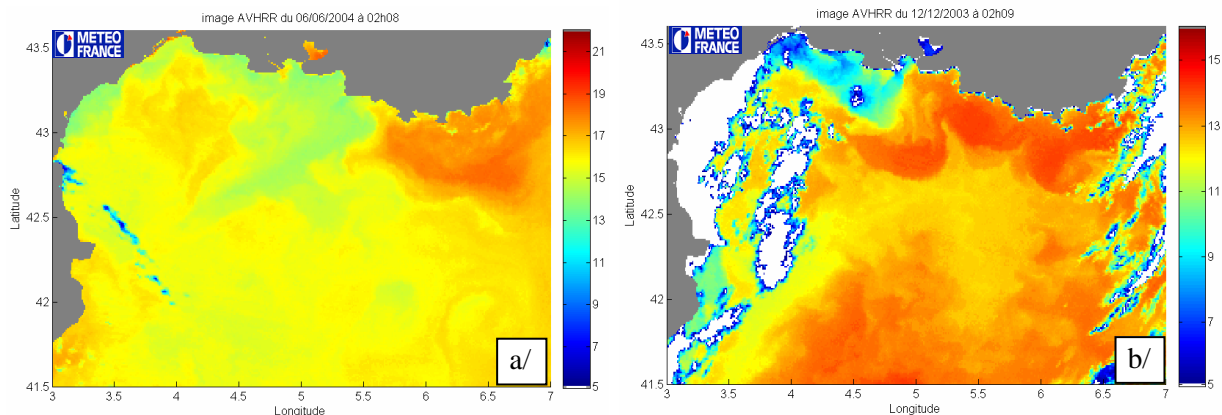 image AVHRR du 06/06/2004 à 02h08
METEO
FRANCE
43.5
43
42.5
42
41.5
Latitude
3 3.5 4 4.5 5 5.5 6 6.5 7
Longitude
21
19
17
15
13
11
9
7
5
a/
image AVHRR du 12/12/2003 à 02h09
METEO
FRANCE
43.5
43
42.5
42
41.5
Latitude
3 3.5 4 4.5 5 5.5 6 6.5 7
Longitude
15
13
11
9
7
5
b/